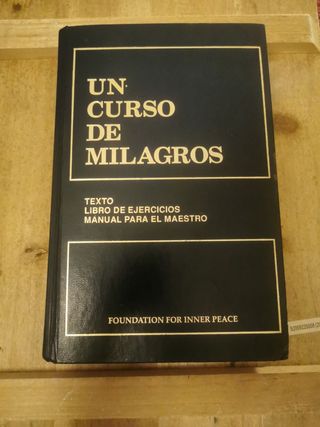 UN
CURSO
DE
MILAGROS
TEXTO
LIBRO DE EJERCICIOS
MANUAL PARA EL MAESTRO
FOUNDATION FOR INNER PEACE